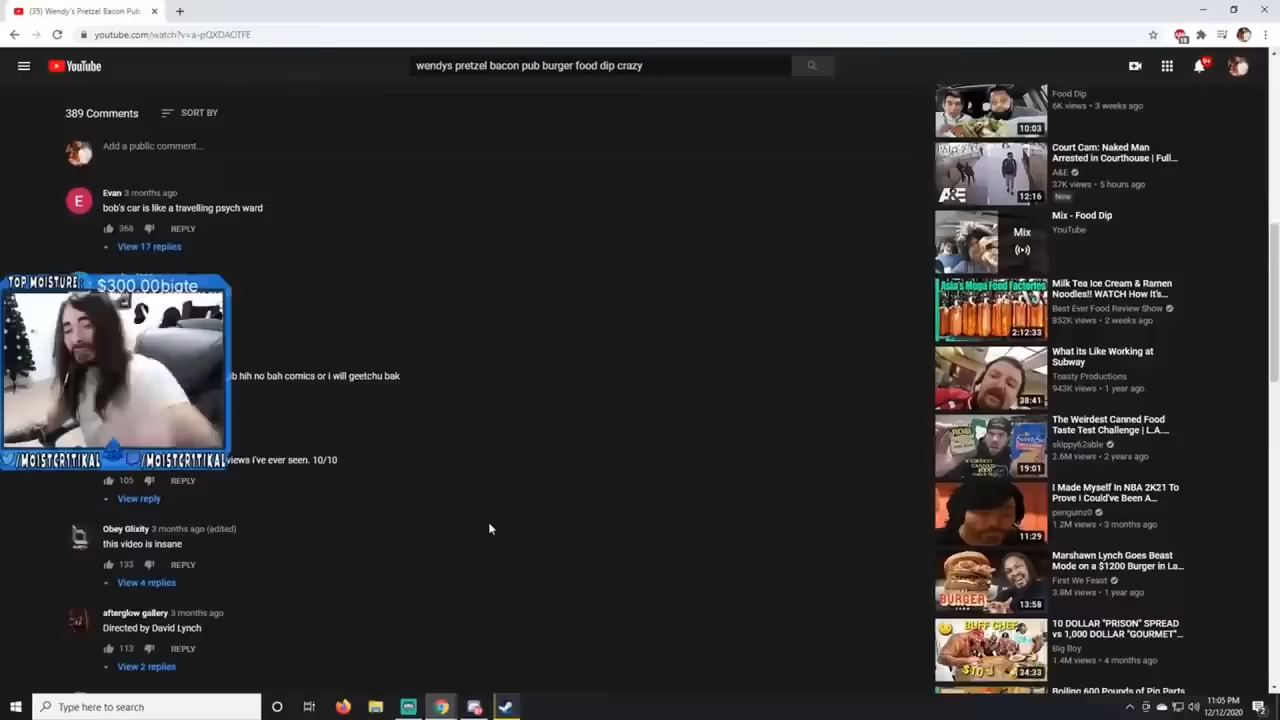 (35) Wendy's Pretzel Bacon Pub
youtube.com/watch?v=a-pQXDAOTFE
YouTube
wendys pretzel bacon pub burger food dip crazy
9+
389 Comments
SORT BY
Add a public comment...
Evan 3 months ago
bob's car is like a travelling psych ward
368
REPLY
View 17 replies
TOP MOISTURE:
$300.00
hih no bah comics or i will geetchu bak
/MOISTCR1TIKAL
/MOISTCR1TIKAL
views I've ever seen. 10/10
105
REPLY
View reply
Obey Glixity 3 months ago (edited)
this video is insane
133
REPLY
View 4 replies
afterglow gallery 3 months ago
Directed by David Lynch
113
REPLY
View 2 replies
10:03
Food Dip
6K views • 3 weeks ago
A&E
12:16
Court Cam: Naked Man
Arrested in Courthouse | Full...
A&E
37K views • 5 hours ago
New
Mix
Mix - Food Dip
YouTube
Asia's Mega Food Factories
2:12:33
Milk Tea Ice Cream & Ramen
Noodles!! WATCH How It's...
Best Ever Food Review Show
852K views • 2 weeks ago
38:41
What its Like Working at
Subway
Toasty Productions
943K views • 1 year ago
19:01
The Weirdest Canned Food
Taste Test Challenge | L.A....
skippy62able
2.6M views • 2 years ago
11:29
I Made Myself In NBA 2K21 To
Prove I Could've Been A...
penguinz0
1.2M views • 3 months ago
BURGER
13:58
Marshawn Lynch Goes Beast
Mode on a $1200 Burger in La...
First We Feast
3.8M views • 1 year ago
BUFF CHEF
$10
34:33
10 DOLLAR "PRISON" SPREAD
vs 1,000 DOLLAR "GOURMET"...
Big Boy
1.4M views • 4 months ago
Boiling 600 Pounds of Pig Parts
Type here to search
11:05 PM
12/12/2020
2